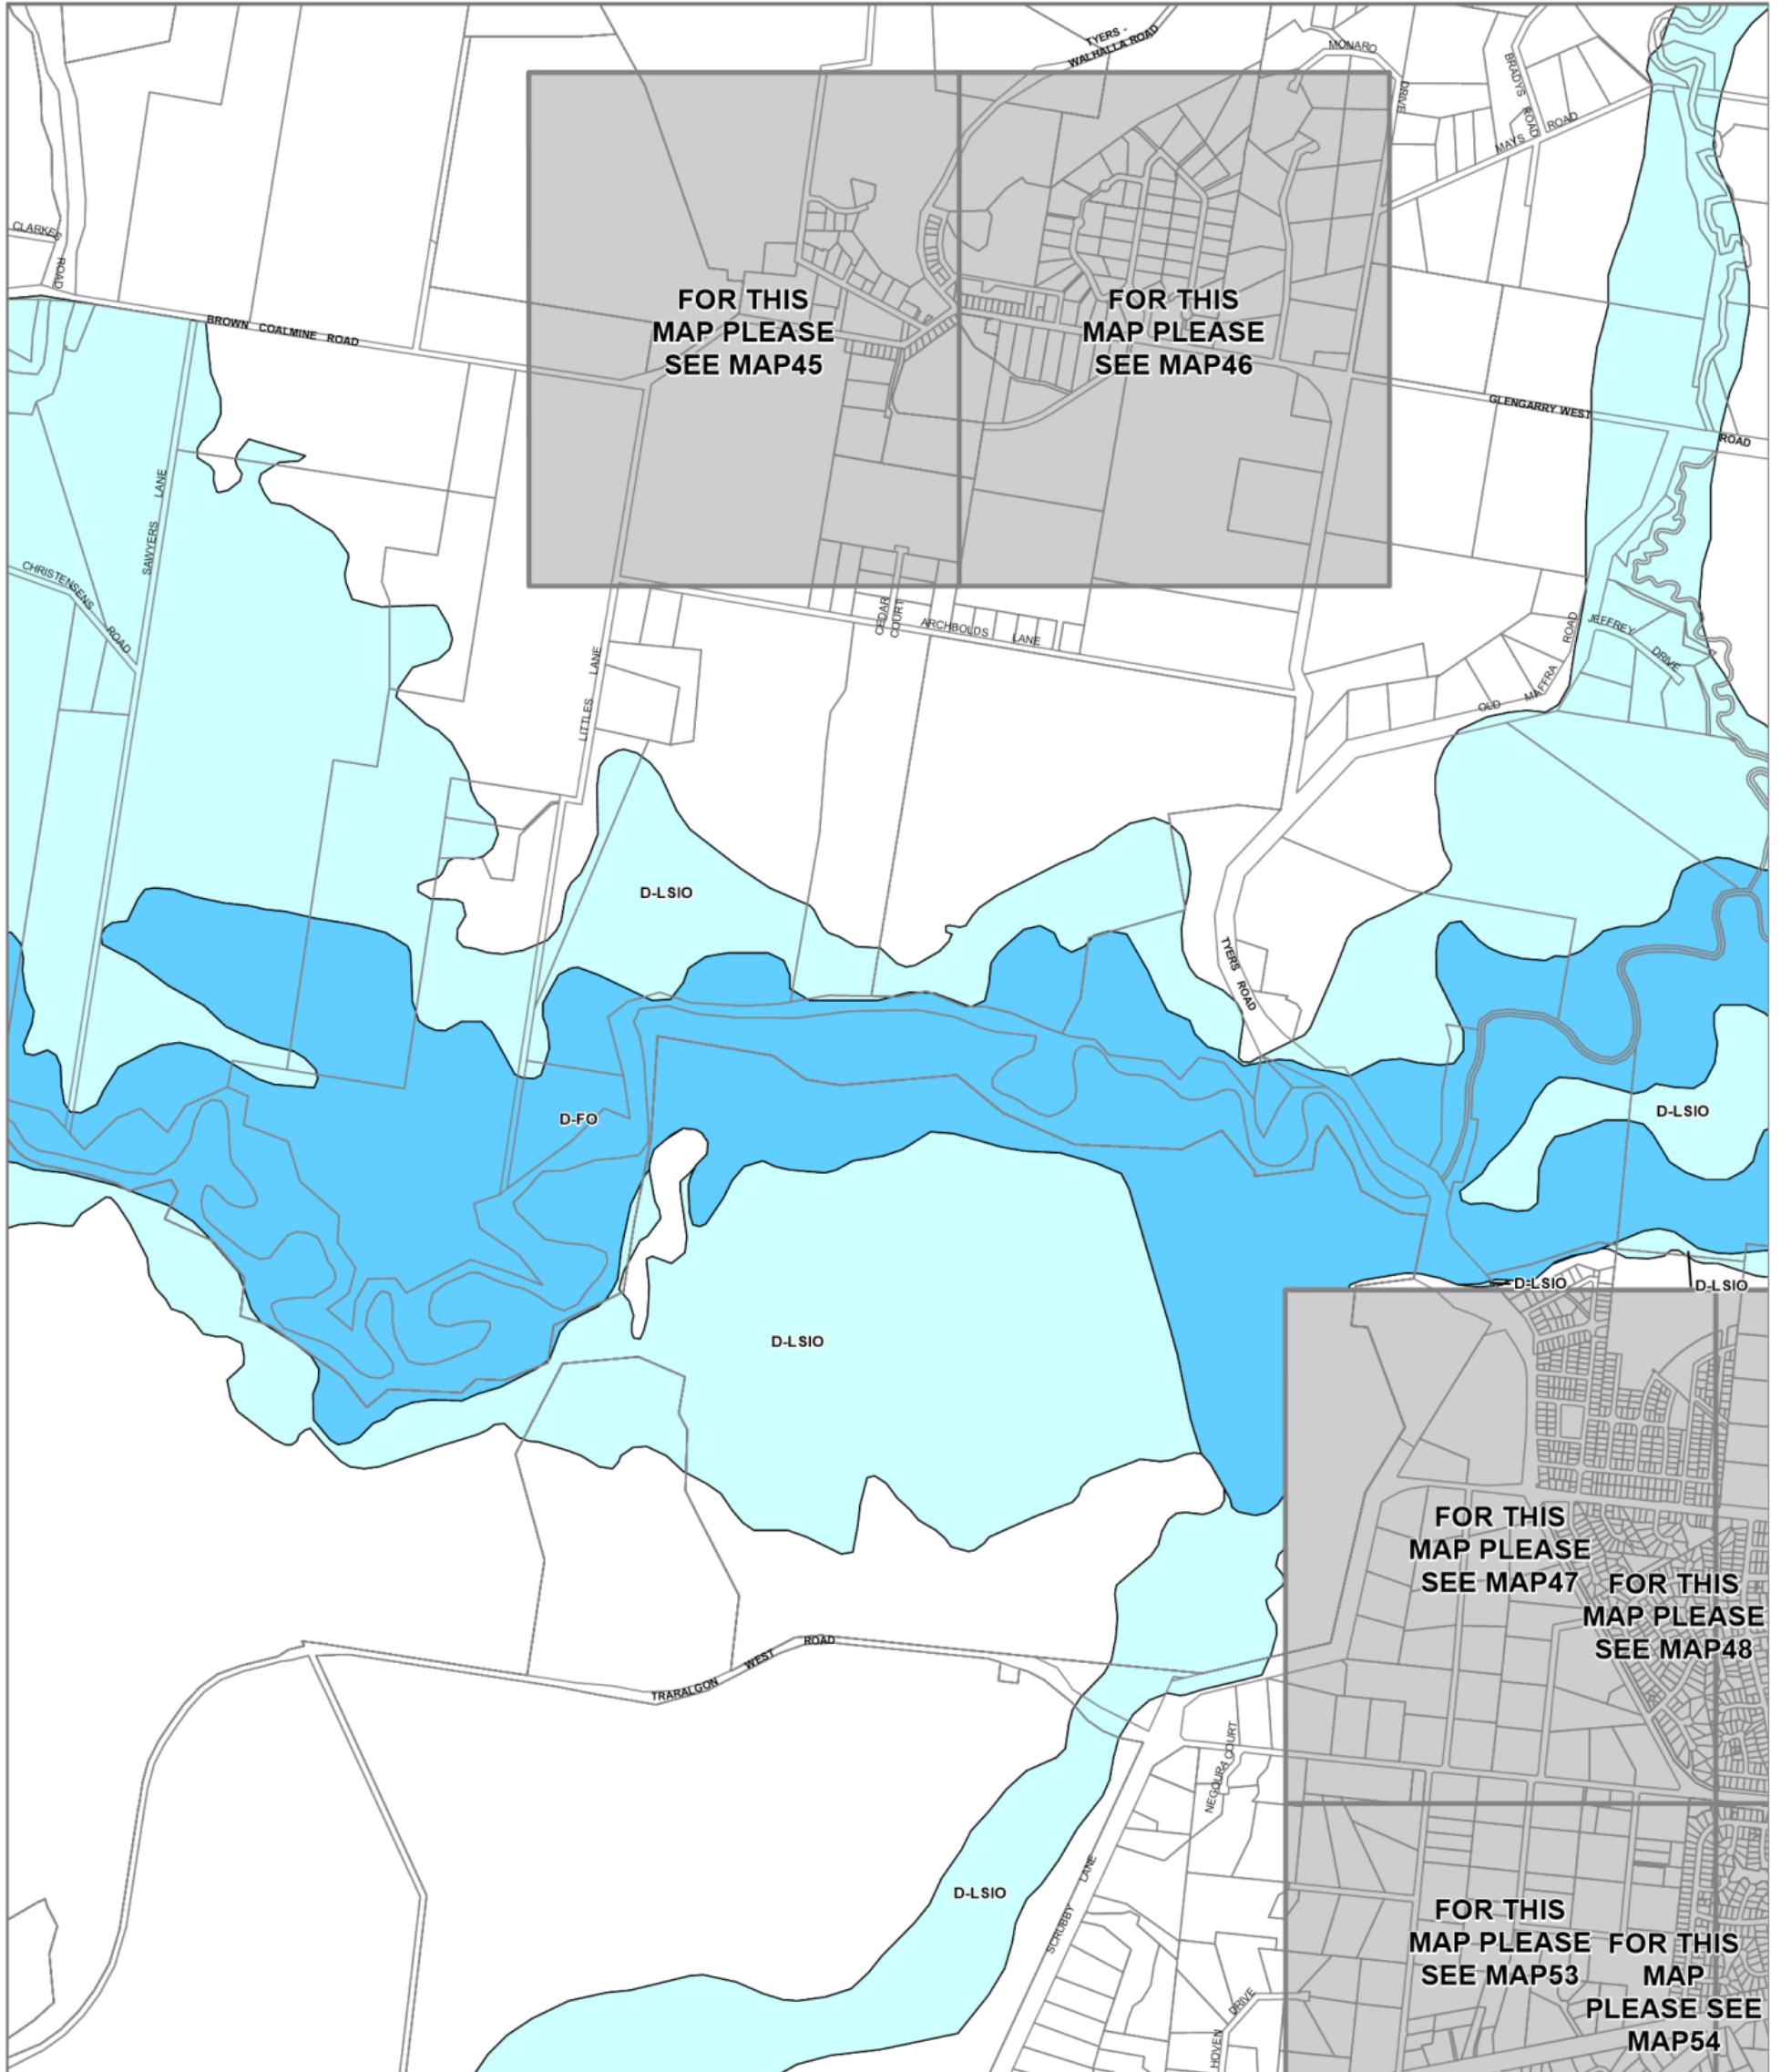 TYERS -
WALHALLA ROAD
MONARO
DRIVE
BRADYS ROAD
MAYS ROAD
CLARKES
ROAD
BROWN COALMINE ROAD
FOR THIS
MAP PLEASE
SEE MAP45
FOR THIS
MAP PLEASE
SEE MAP46
GLENGARRY WEST
ROAD
SAWYERS LANE
CHRISTENSENS
ROAD
CEDAR
COURT
ARCHBOLDS LANE
LITTLES LANE
JEFFREY
DRIVE
OLD MAFFRA ROAD
D-LSIO
TYERS ROAD
D-FO
D-LSIO
D-LSIO
D-LSIO
D-LSIO
FOR THIS
MAP PLEASE
SEE MAP47
FOR THIS
MAP PLEASE
SEE MAP48
TRARALGON WEST ROAD
NEGOURA COURT
SCRUBBY LANE
D-LSIO
FOR THIS
MAP PLEASE
SEE MAP53
FOR THIS
MAP
PLEASE SEE
MAP54
HOVEN DRIVE